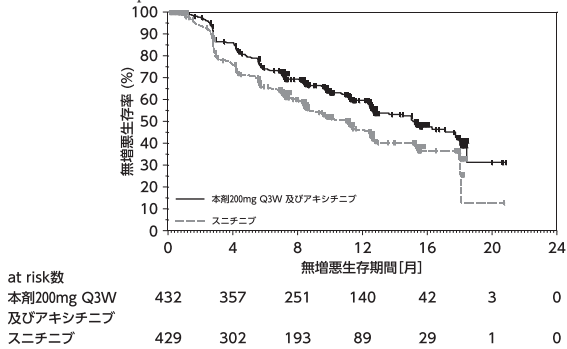 無増悪生存率 (%)
100
90
80
70
60
50
40
30
20
10
0
本剤200mg Q3W 及びアキシチニブ
スニチニブ
0 4 8 12 16 20 24
無増悪生存期間[月]
at risk数
本剤200mg Q3W 432 357 251 140 42 3 0
及びアキシチニブ
スニチニブ 429 302 193 89 29 1 0